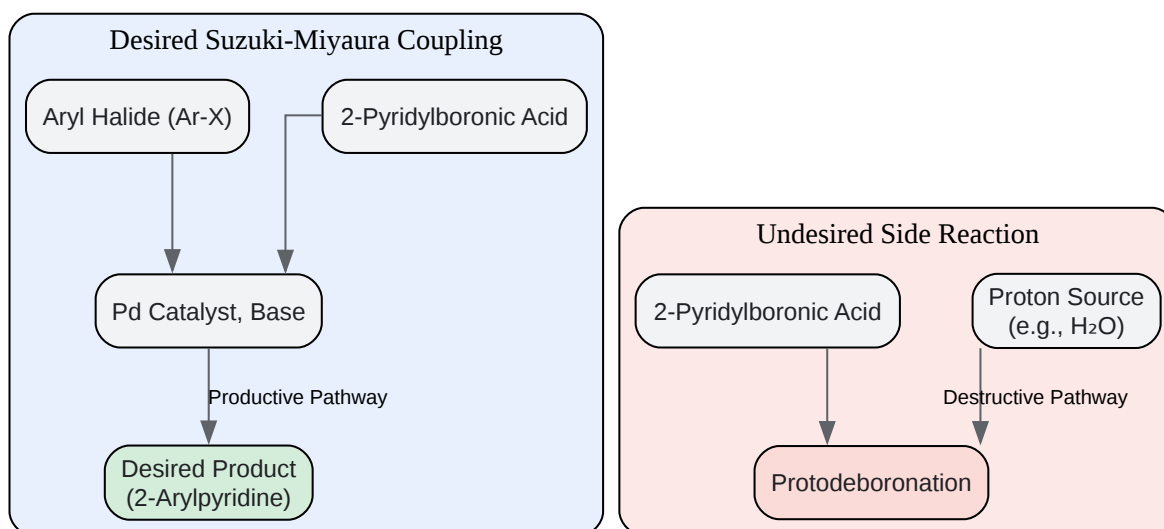 Desired Suzuki-Miyaura Coupling
Aryl Halide (Ar-X)
2-Pyridylboronic Acid
Pd Catalyst, Base
Productive Pathway
Desired Product
(2-Arylpyridine)
Undesired Side Reaction
2-Pyridylboronic Acid
Proton Source
(e.g., H₂O)
Destructive Pathway
Protodeboronation